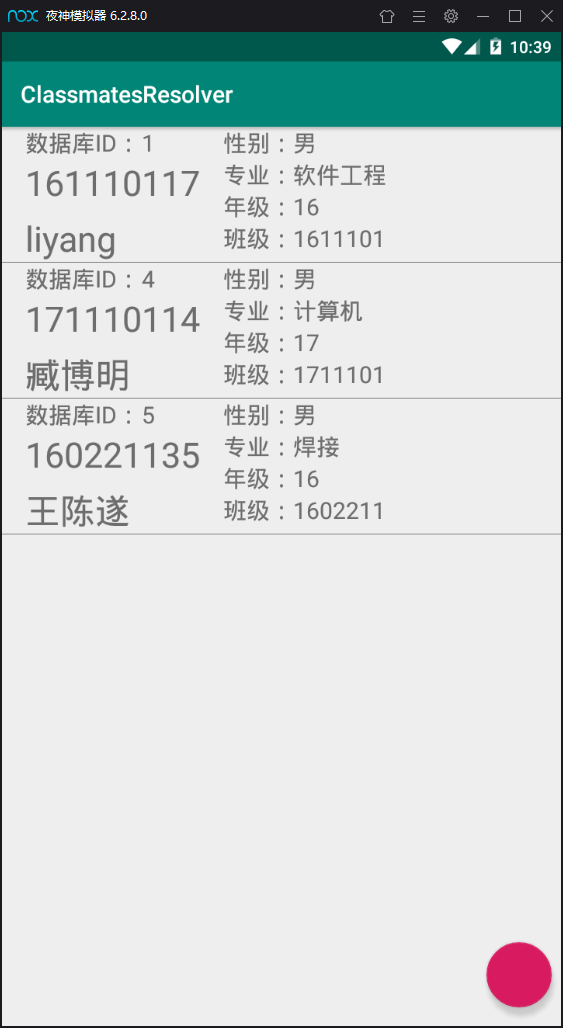 nox 夜神模拟器 6.2.8.0
10:39
ClassmatesResolver
数据库ID：1
161110117
liyang
性别：男
专业：软件工程
年级：16
班级：1611101
数据库ID：4
171110114
臧博明
性别：男
专业：计算机
年级：17
班级：1711101
数据库ID：5
160221135
王陈遂
性别：男
专业：焊接
年级：16
班级：1602211